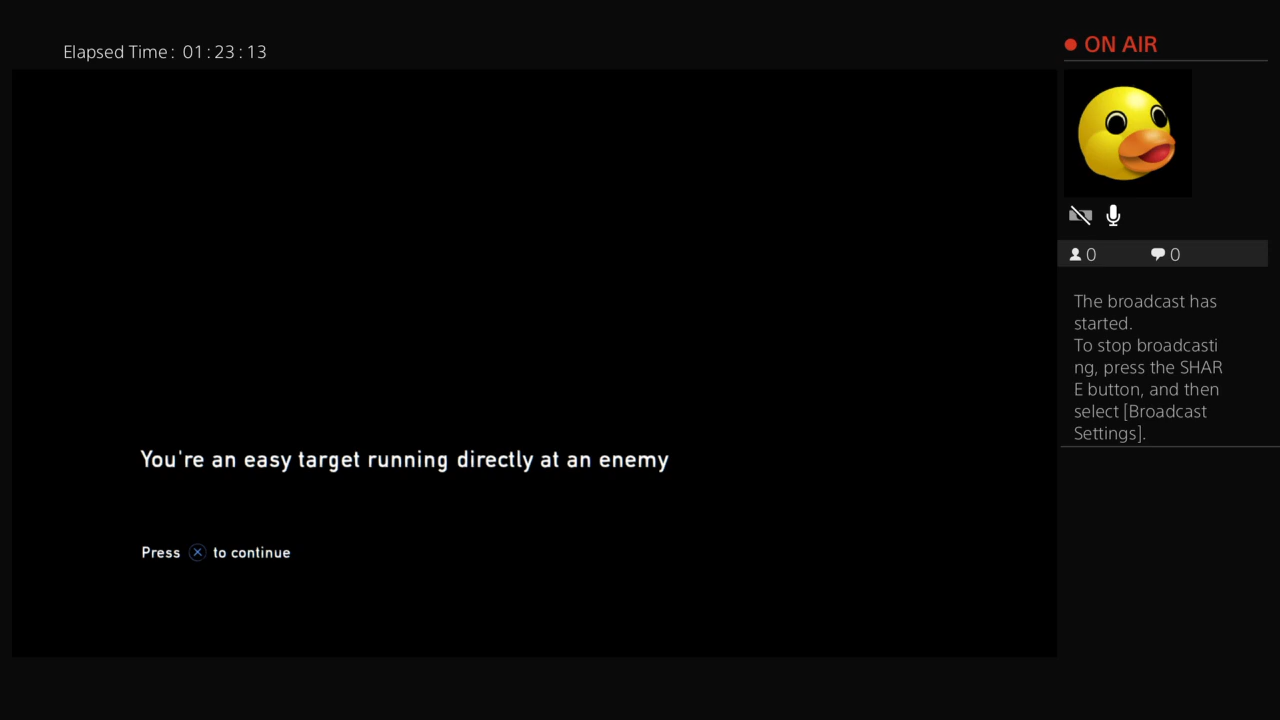 Elapsed Time: 01:23:13
ON AIR
0 0
The broadcast has
started.
To stop broadcasti
ng, press the SHAR
E button, and then
select [Broadcast
Settings].
You're an easy target running directly at an enemy
Press to continue